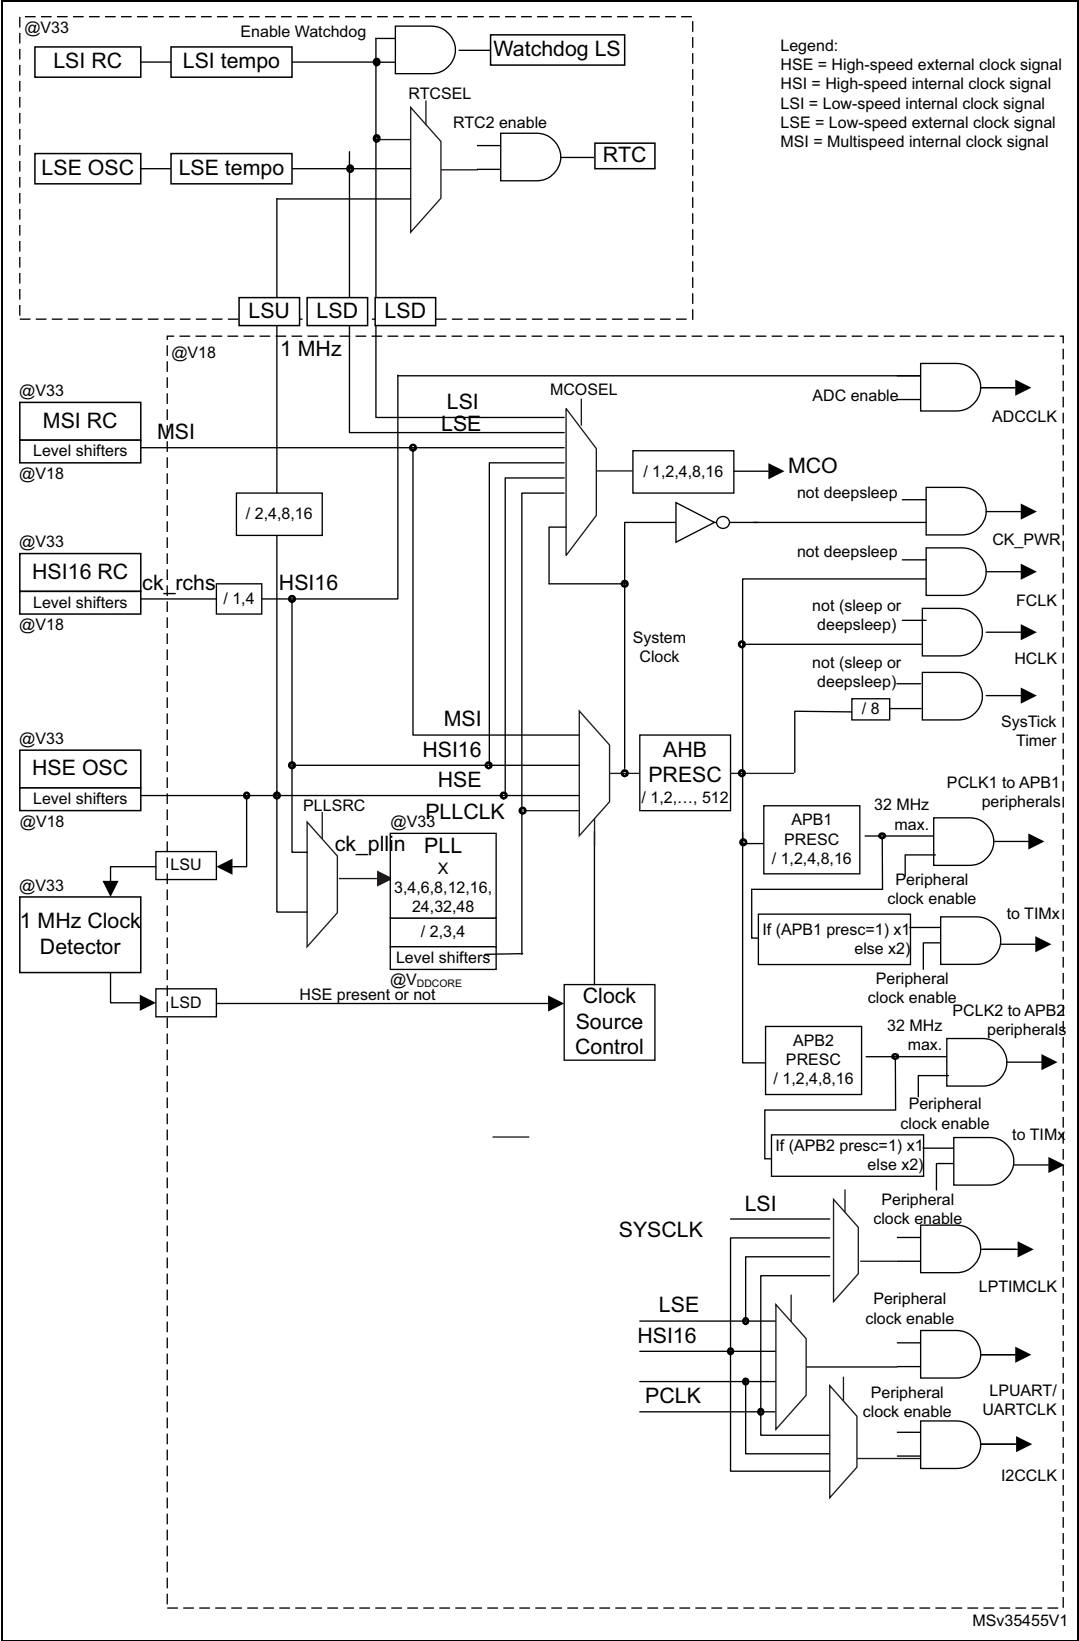 @V33
Enable Watchdog
LSI RC
LSI tempo
Watchdog LS
Legend:
HSE = High-speed external clock signal
HSI = High-speed internal clock signal
LSI = Low-speed internal clock signal
LSE = Low-speed external clock signal
MSI = Multispeed internal clock signal
RTCSEL
RTC2 enable
LSE OSC
LSE tempo
RTC
LSU
LSD
LSD
@V18
1 MHz
@V33
MSI RC
Level shifters
@V18
MSI
LSI
LSE
MCOSEL
ADC enable
ADCCLK
/ 1,2,4,8,16
MCO
/ 2,4,8,16
not deepsleep
CK_PWR
@V33
HSI16 RC
Level shifters
@V18
ck_rchs
/ 1,4
HSI16
not deepsleep
FCLK
System
Clock
not (sleep or
deepsleep)
HCLK
not (sleep or
deepsleep)
/ 8
SysTick
Timer
@V33
HSE OSC
Level shifters
@V18
MSI
HSI16
HSE
PLLCLK
AHB
PRESC
/ 1,2,…, 512
PCLK1 to APB1
peripherals
32 MHz
max.
APB1
PRESC
/ 1,2,4,8,16
Peripheral
clock enable
PLLSRC
ck_pllin
@V33
PLL
X
3,4,6,8,12,16,
24,32,48
/ 2,3,4
Level shifters
@VDDCORE
LSU
@V33
1 MHz Clock
Detector
LSD
HSE present or not
Clock
Source
Control
to TIMx
If (APB1 presc=1) x1
else x2)
Peripheral
clock enable
PCLK2 to APB2
peripherals
32 MHz
max.
APB2
PRESC
/ 1,2,4,8,16
Peripheral
clock enable
to TIMx
If (APB2 presc=1) x1
else x2)
Peripheral
clock enable
LSI
SYSCLK
LPTIMCLK
LSE
HSI16
PCLK
Peripheral
clock enable
LPUART/
UARTCLK
Peripheral
clock enable
I2CCLK
MSv35455V1